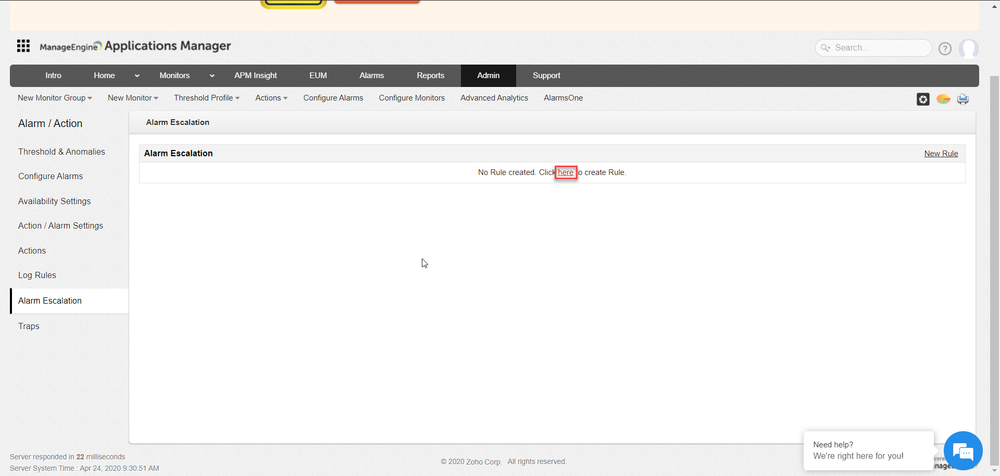 ManageEngine Applications Manager
Search...
?
Intro Home Monitors APM Insight EUM Alarms Reports Admin Support
New Monitor Group New Monitor Threshold Profile Actions Configure Alarms Configure Monitors Advanced Analytics AlarmsOne
Alarm / Action
Threshold & Anomalies
Configure Alarms
Availability Settings
Action / Alarm Settings
Actions
Log Rules
Alarm Escalation
Traps
Alarm Escalation
Alarm Escalation New Rule
No Rule created. Click here o create Rule.
Need help?
We're right here for you!
Server responded in 22 milliseconds
Server System Time : Apr 24, 2020 9:30:51 AM
© 2020 Zoho Corp. All rights reserved.